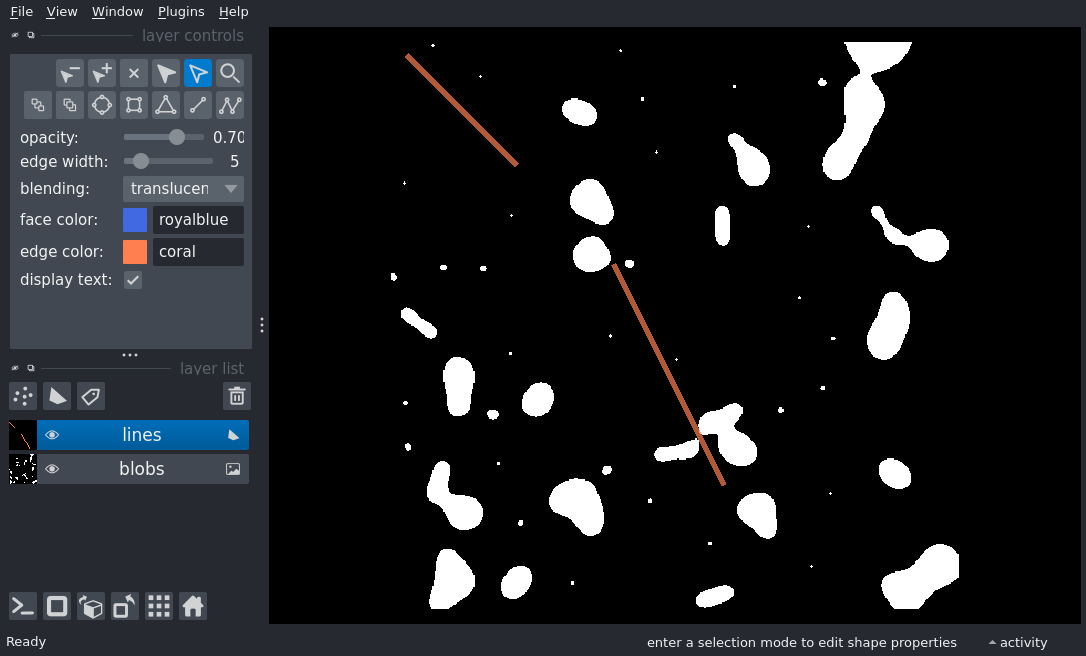 File View Window Plugins Help
layer controls
opacity: 0.70
edge width: 5
blending: translucen
face color: royalblue
edge color: coral
display text:
layer list
lines
blobs
Ready enter a selection mode to edit shape properties activity